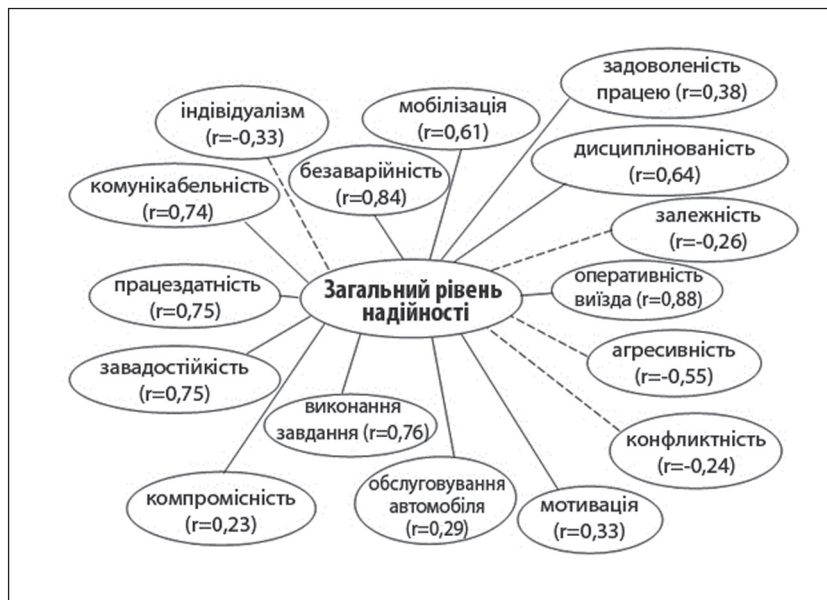 задоволеність
працею (r=0,38)
мобілізація
(r=0,61)
індивідуалізм
(r=-0,33)
дисциплінованість
(r=0,64)
безаварійність
(r=0,84)
комунікабельність
(r=0,74)
залежність
(r=-0,26)
оперативність
виїзда (r=0,88)
працездатність
(r=0,75)
Загальний рівень
надійності
агресивність
(r=-0,55)
завадостійкість
(r=0,75)
виконання
завдання (r=0,76)
конфликтність
(r=-0,24)
компромісність
(r=0,23)
обслуговування
автомобіля
(r=0,29)
мотивація
(r=0,33)